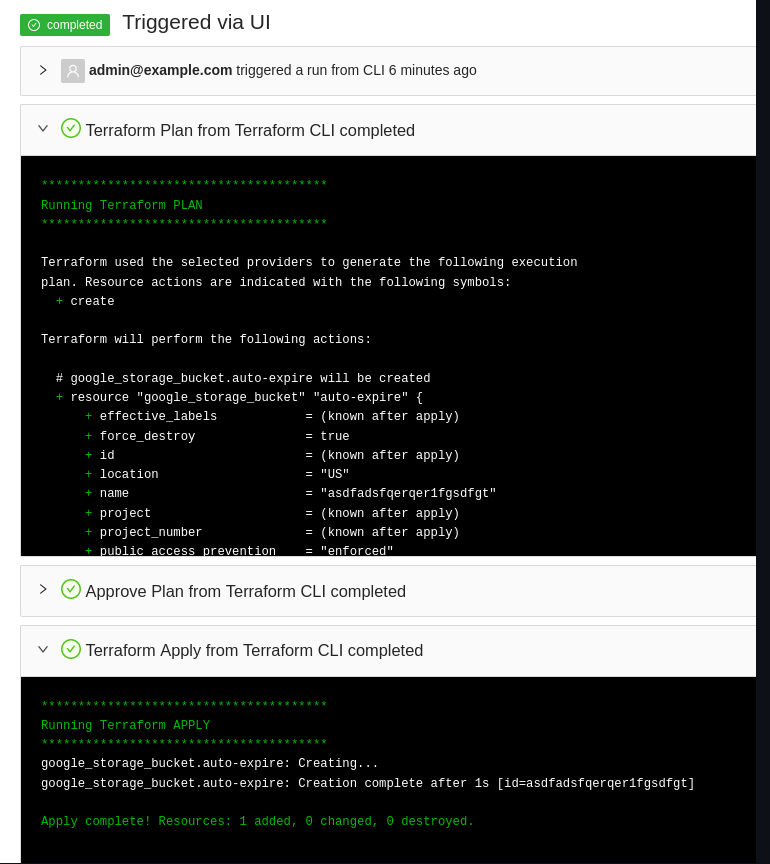 completed Triggered via UI
admin@example.com triggered a run from CLI 6 minutes ago
Terraform Plan from Terraform CLI completed
***************************************
Running Terraform PLAN
***************************************
Terraform used the selected providers to generate the following execution
plan. Resource actions are indicated with the following symbols:
  + create
Terraform will perform the following actions:
  # google_storage_bucket.auto-expire will be created
  + resource "google_storage_bucket" "auto-expire" {
      + effective_labels            = (known after apply)
      + force_destroy               = true
      + id                          = (known after apply)
      + location                    = "US"
      + name                        = "asdfadsfqerqer1fgsdfgt"
      + project                     = (known after apply)
      + project_number              = (known after apply)
      + public_access_prevention    = "enforced"
Approve Plan from Terraform CLI completed
Terraform Apply from Terraform CLI completed
***************************************
Running Terraform APPLY
***************************************
google_storage_bucket.auto-expire: Creating...
google_storage_bucket.auto-expire: Creation complete after 1s [id=asdfadsfqerqer1fgsdfgt]
Apply complete! Resources: 1 added, 0 changed, 0 destroyed.